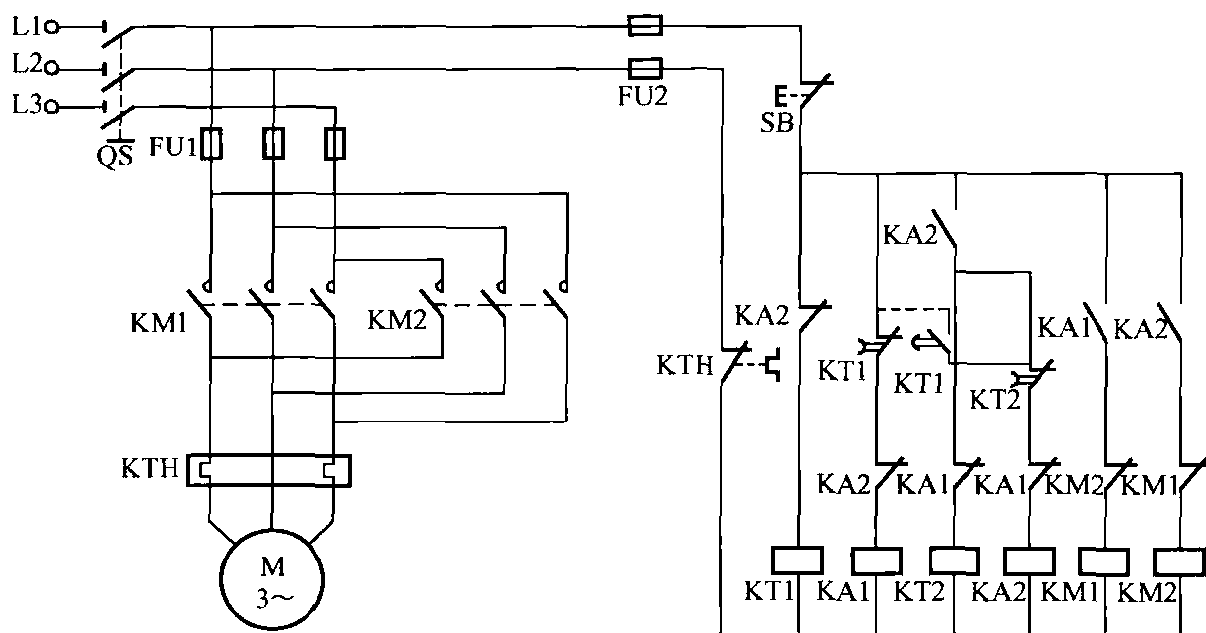 L1
L2
L3
QS
FU1
FU2
SB
KA2
KM1
KM2
KA2
KTH
KT1
KT1
KT2
KA1
KA2
KTH
KA2
KA1
KA1
KM2
KM1
M
3～
KT1
KA1
KT2
KA2
KM1
KM2